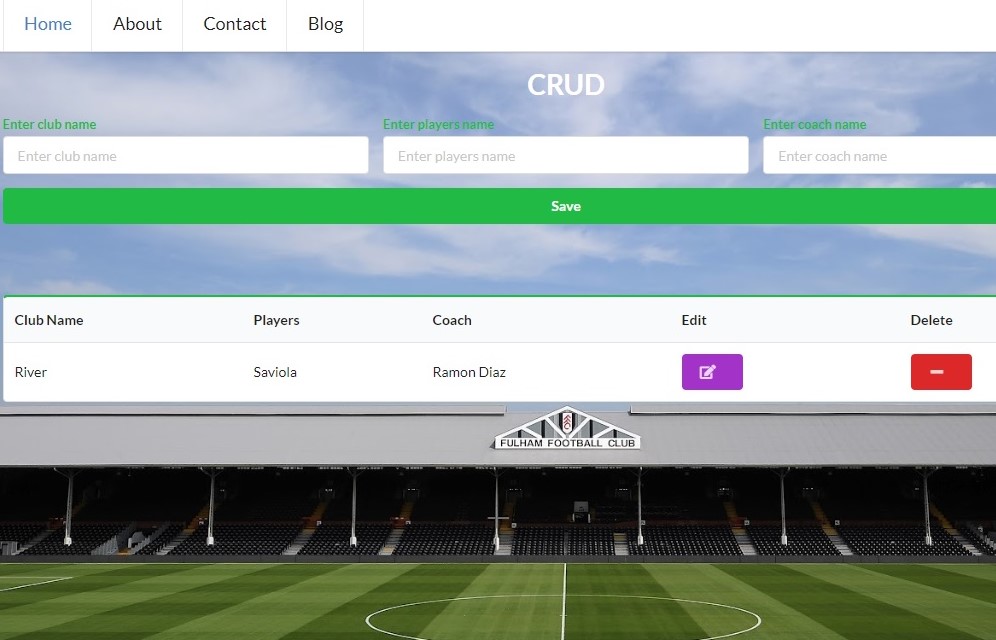 Home About Contact Blog
CRUD
Enter club name Enter players name Enter coach name
Enter club name Enter players name Enter coach name
Save
Club Name Players Coach Edit Delete
River Saviola Ramon Diaz
FULHAM FOOTBALL CLUB